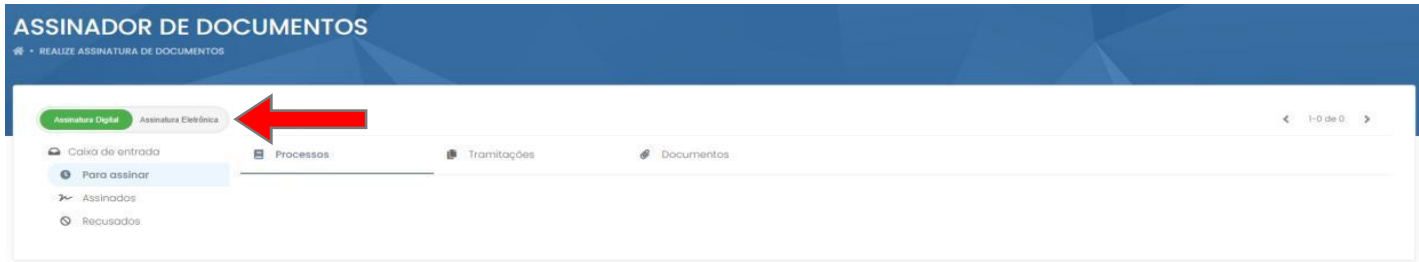 ASSINADOR DE DOCUMENTOS
• REALIZE ASSINATURA DE DOCUMENTOS
Assinatura Digital Assinatura Eletrônica
1-0 de 0
Caixa de entrada
Processos Tramitações Documentos
Para assinar
Assinados
Recusados